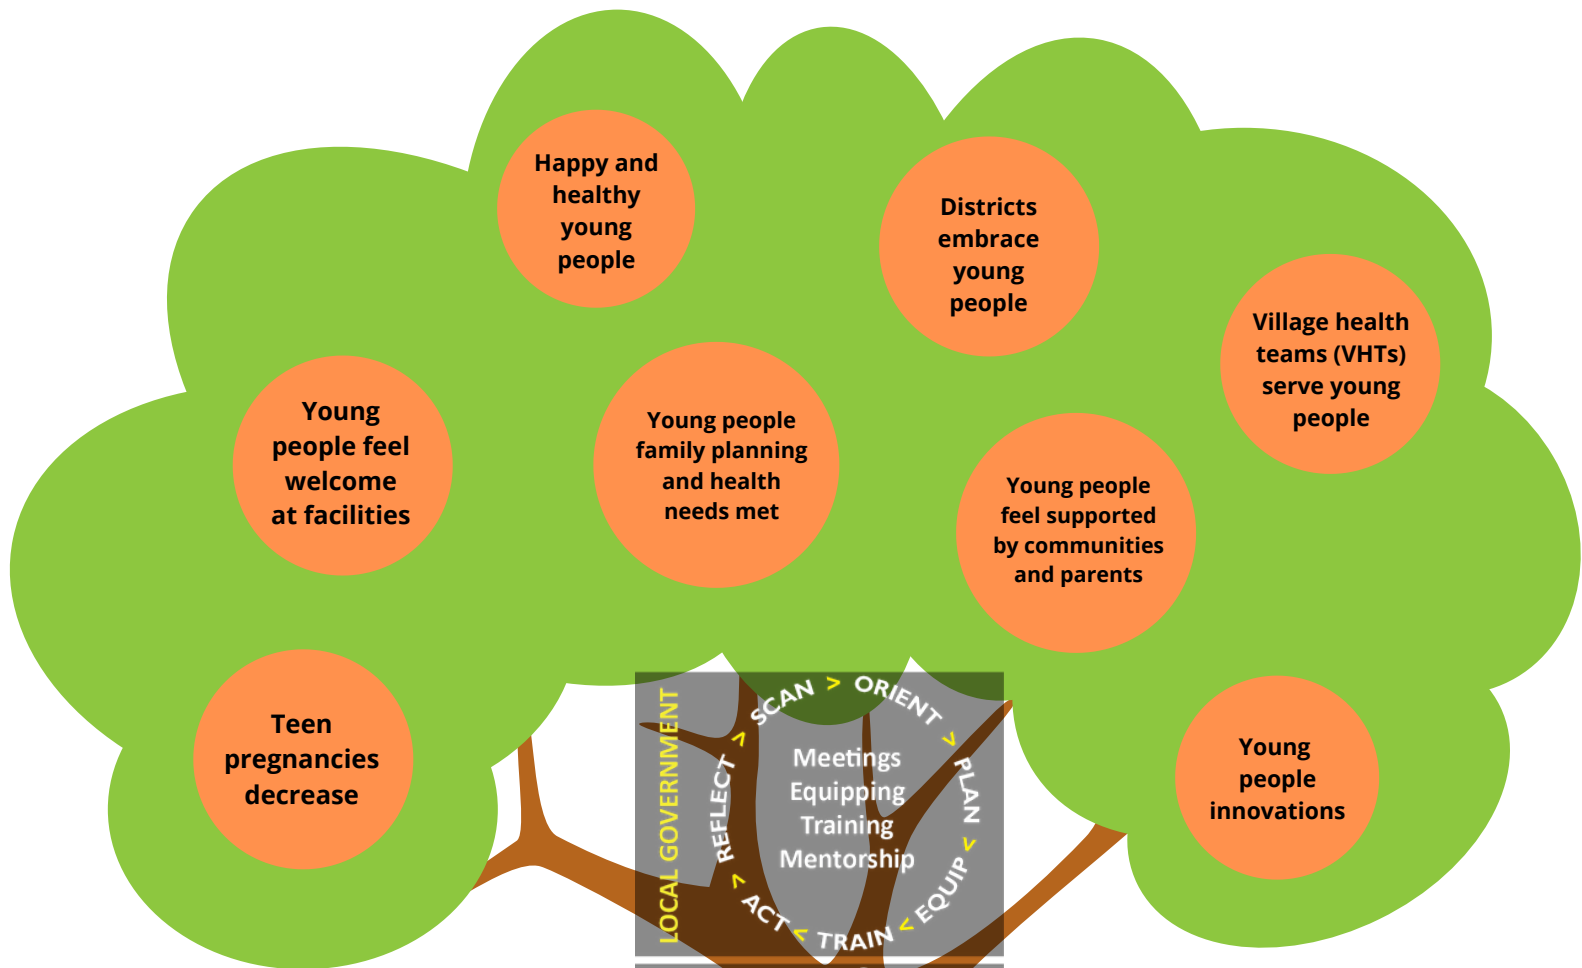 Happy and
healthy
young
people
Districts
embrace
young
people
Village health
teams (VHTs)
serve young
people
Young
people feel
welcome
at facilities
Young people
family planning
and health
needs met
Young people
feel supported
by communities
and parents
Teen
pregnancies
decrease
Young
people
innovations
LOCAL GOVERNMENT
SCAN > ORIENT > PLAN > EQUIP > TRAIN > ACT > REFLECT >
Meetings
Equipping
Training
Mentorship